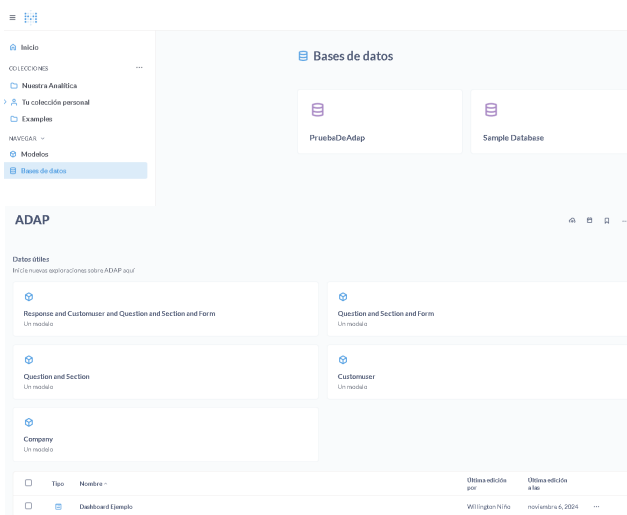 Inicio
COLECCIONES
Nuestra Analítica
Tu colección personal
Examples
NAVEGAR
Modelos
Bases de datos
Bases de datos
PruebaDeAdap
Sample Database
ADAP
Datos útiles
Inicie nuevas exploraciones sobre ADAP aquí
Response and Customuser and Question and Section and Form
Un modelo
Question and Section and Form
Un modelo
Question and Section
Un modelo
Customuser
Un modelo
Company
Un modelo
Tipo Nombre Última edición por Última edición a las
Dashboard Ejemplo Willington Niño noviembre 6, 2024